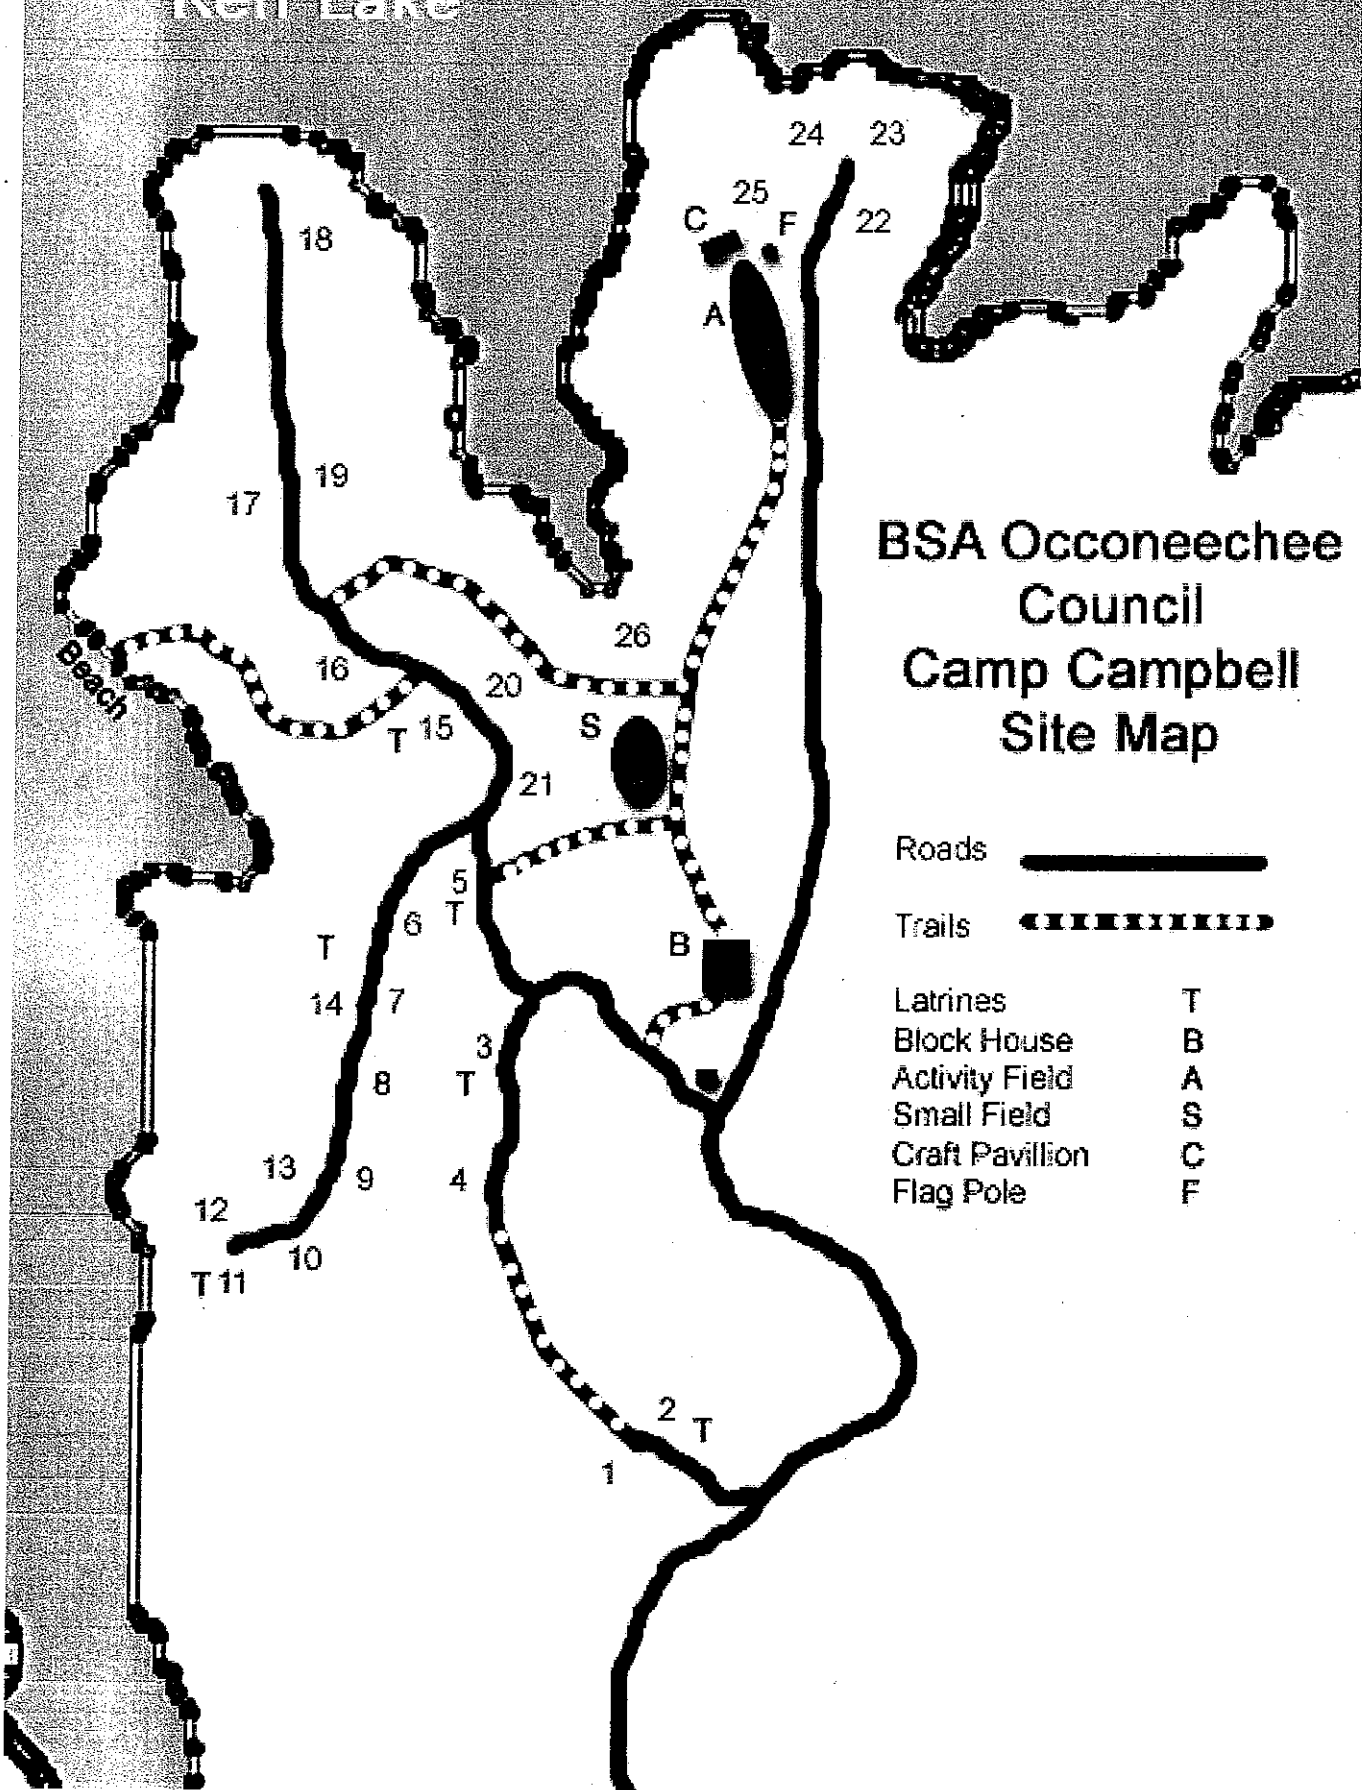 Kerr Lake
24
23
25
C
F
22
18
A
19
17
BSA Occoneechee
Council
Camp Campbell
Site Map
26
Beach
16
20
S
T
15
21
Roads
5
T
6
Trails
T
B
14
7
Latrines T
Block House B
Activity Field A
Small Field S
Craft Pavillion C
Flag Pole F
3
T
8
13
9
4
12
10
T 11
2
T
1